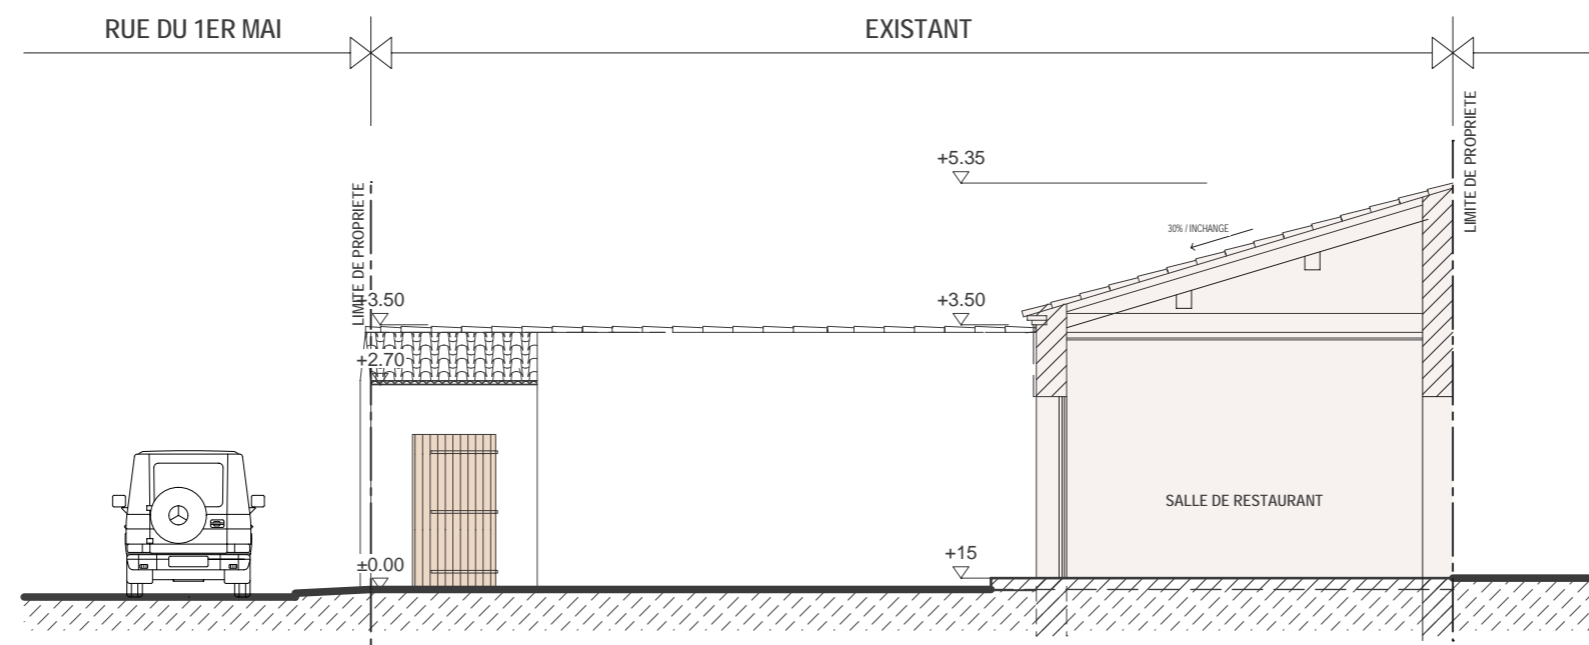 RUE DU 1ER MAI
EXISTANT
LIMITE DE PROPRIETE
+5.35
LIMITE DE PROPRIETE
30% / INCHANGE
+3.50
+3.50
+2.70
SALLE DE RESTAURANT
±0.00
+15